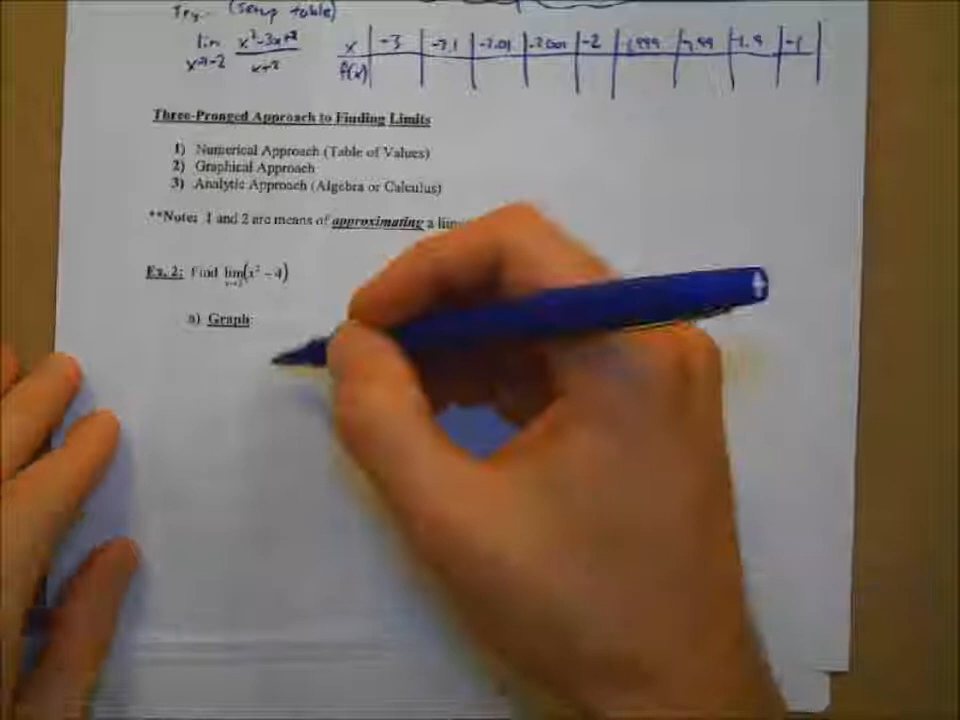 Try: (setup table)
lim x→-2 x²-3x+2 / x+2
x -3 -2.1 -2.01 -2.001 -2 -1.999 -1.99 -1.9 -1
f(x)
Three-Pronged Approach to Finding Limits
1) Numerical Approach (Table of Values)
2) Graphical Approach
3) Analytic Approach (Algebra or Calculus)
**Note: 1 and 2 are means of approximating a
Ex. 2: Find lim (x² – 4)
a) Graph: